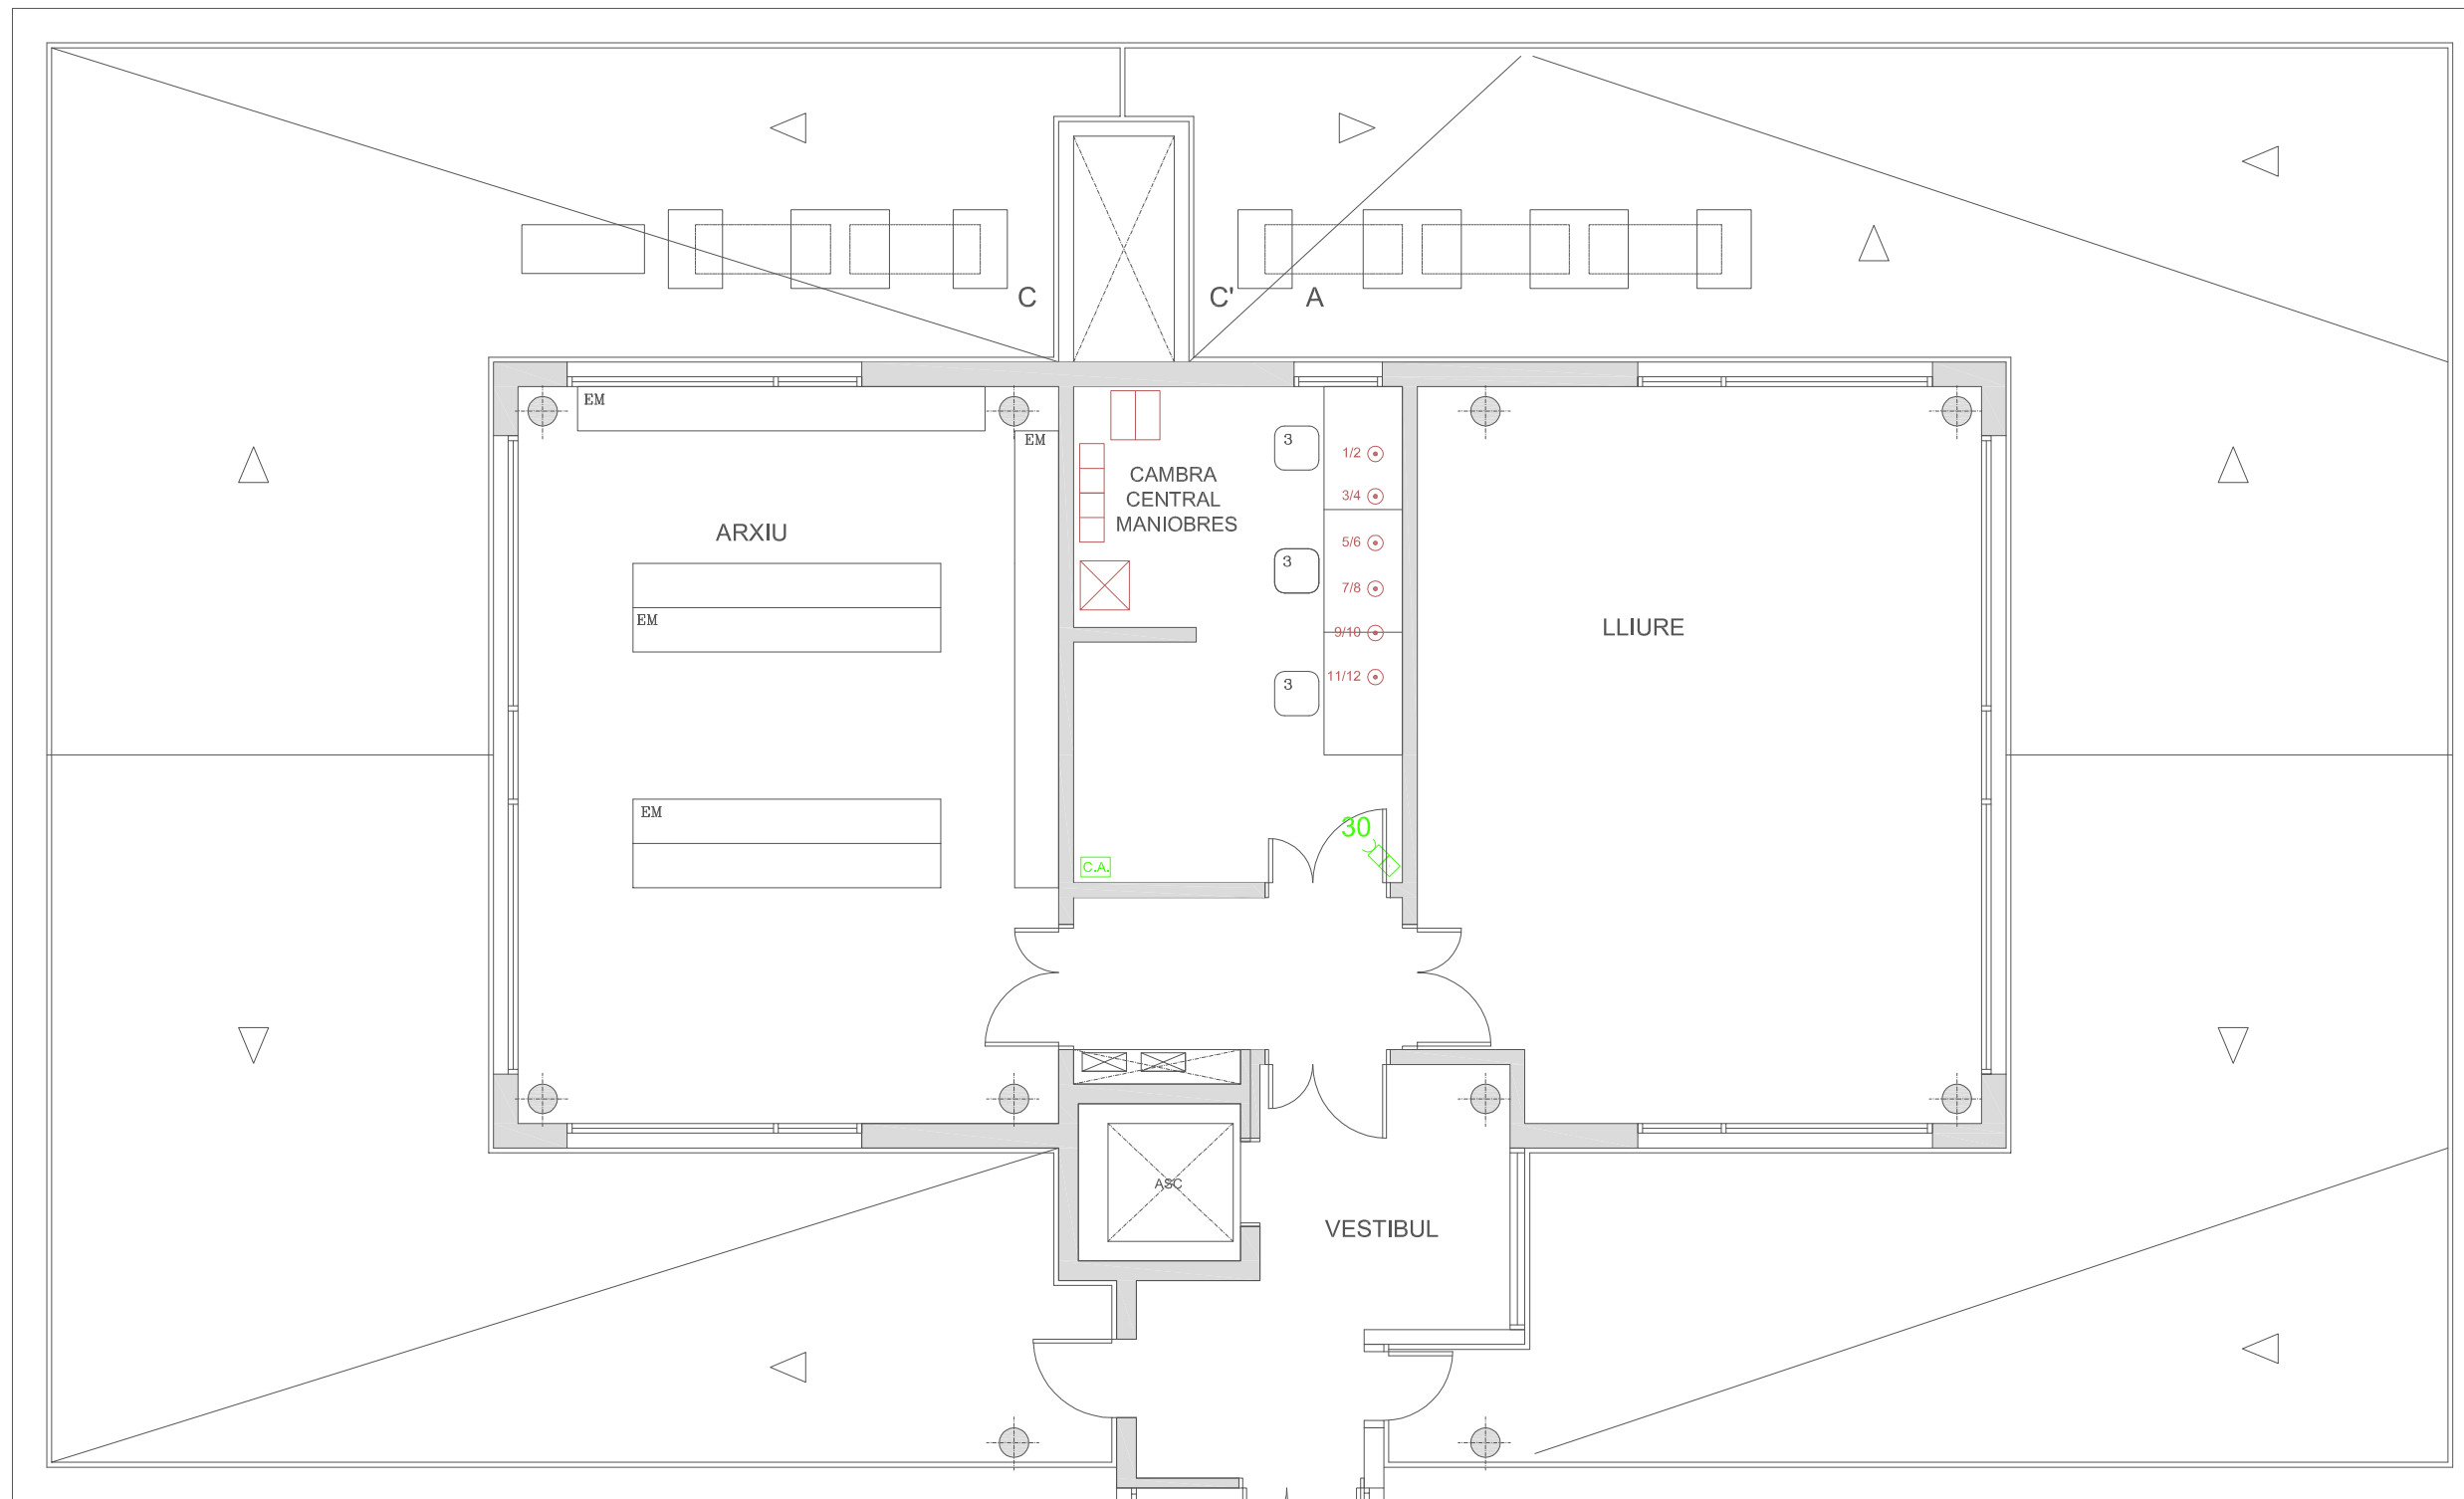 C
C'
A
EM
EM
3
1/2
3/4
CAMBRA
CENTRAL
MANIOBRES
ARXIU
5/6
3
7/8
EM
9/10
LLIURE
11/12
3
EM
30
C.A.
ASC
VESTIBUL